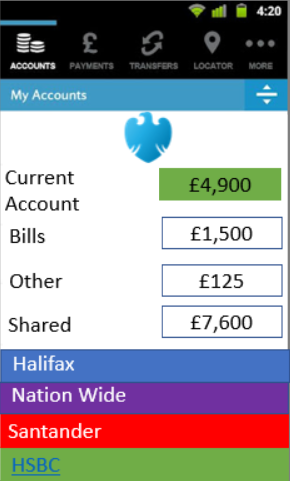 4:20
£
ACCOUNTS PAYMENTS TRANSFERS LOCATOR MORE
My Accounts
Current
Account
£4,900
Bills £1,500
Other £125
Shared £7,600
Halifax
Nation Wide
Santander
HSBC